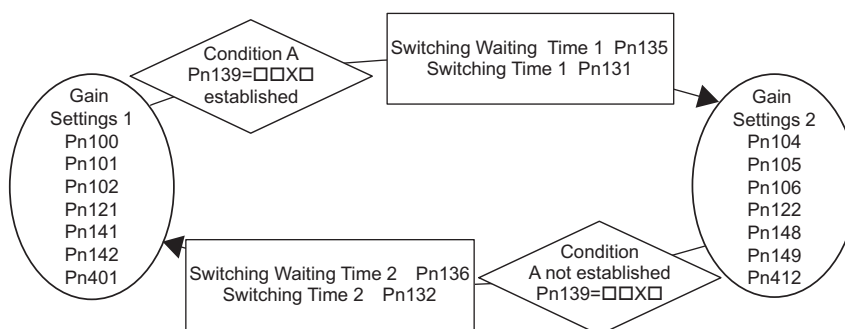 Condition A
Pn139=□□X□
established
Switching Waiting Time 1 Pn135
Switching Time 1 Pn131
Gain
Settings 1
Pn100
Pn101
Pn102
Pn121
Pn141
Pn142
Pn401
Gain
Settings 2
Pn104
Pn105
Pn106
Pn122
Pn148
Pn149
Pn412
Switching Waiting Time 2 Pn136
Switching Time 2 Pn132
Condition
A not established
Pn139=□□X□